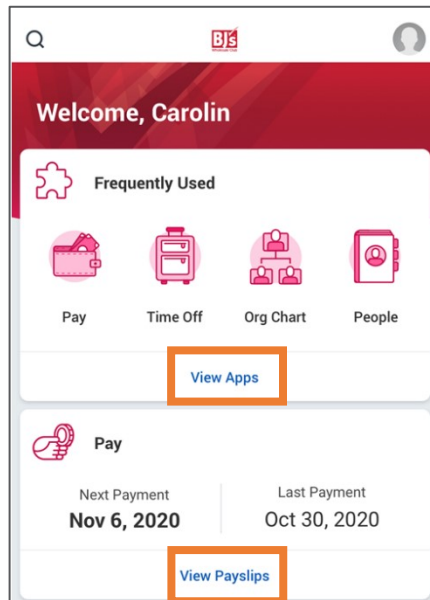 BJ's
Welcome, Carolin
Frequently Used
Pay Time Off Org Chart People
View Apps
Pay
Next Payment Last Payment
Nov 6, 2020 Oct 30, 2020
View Payslips